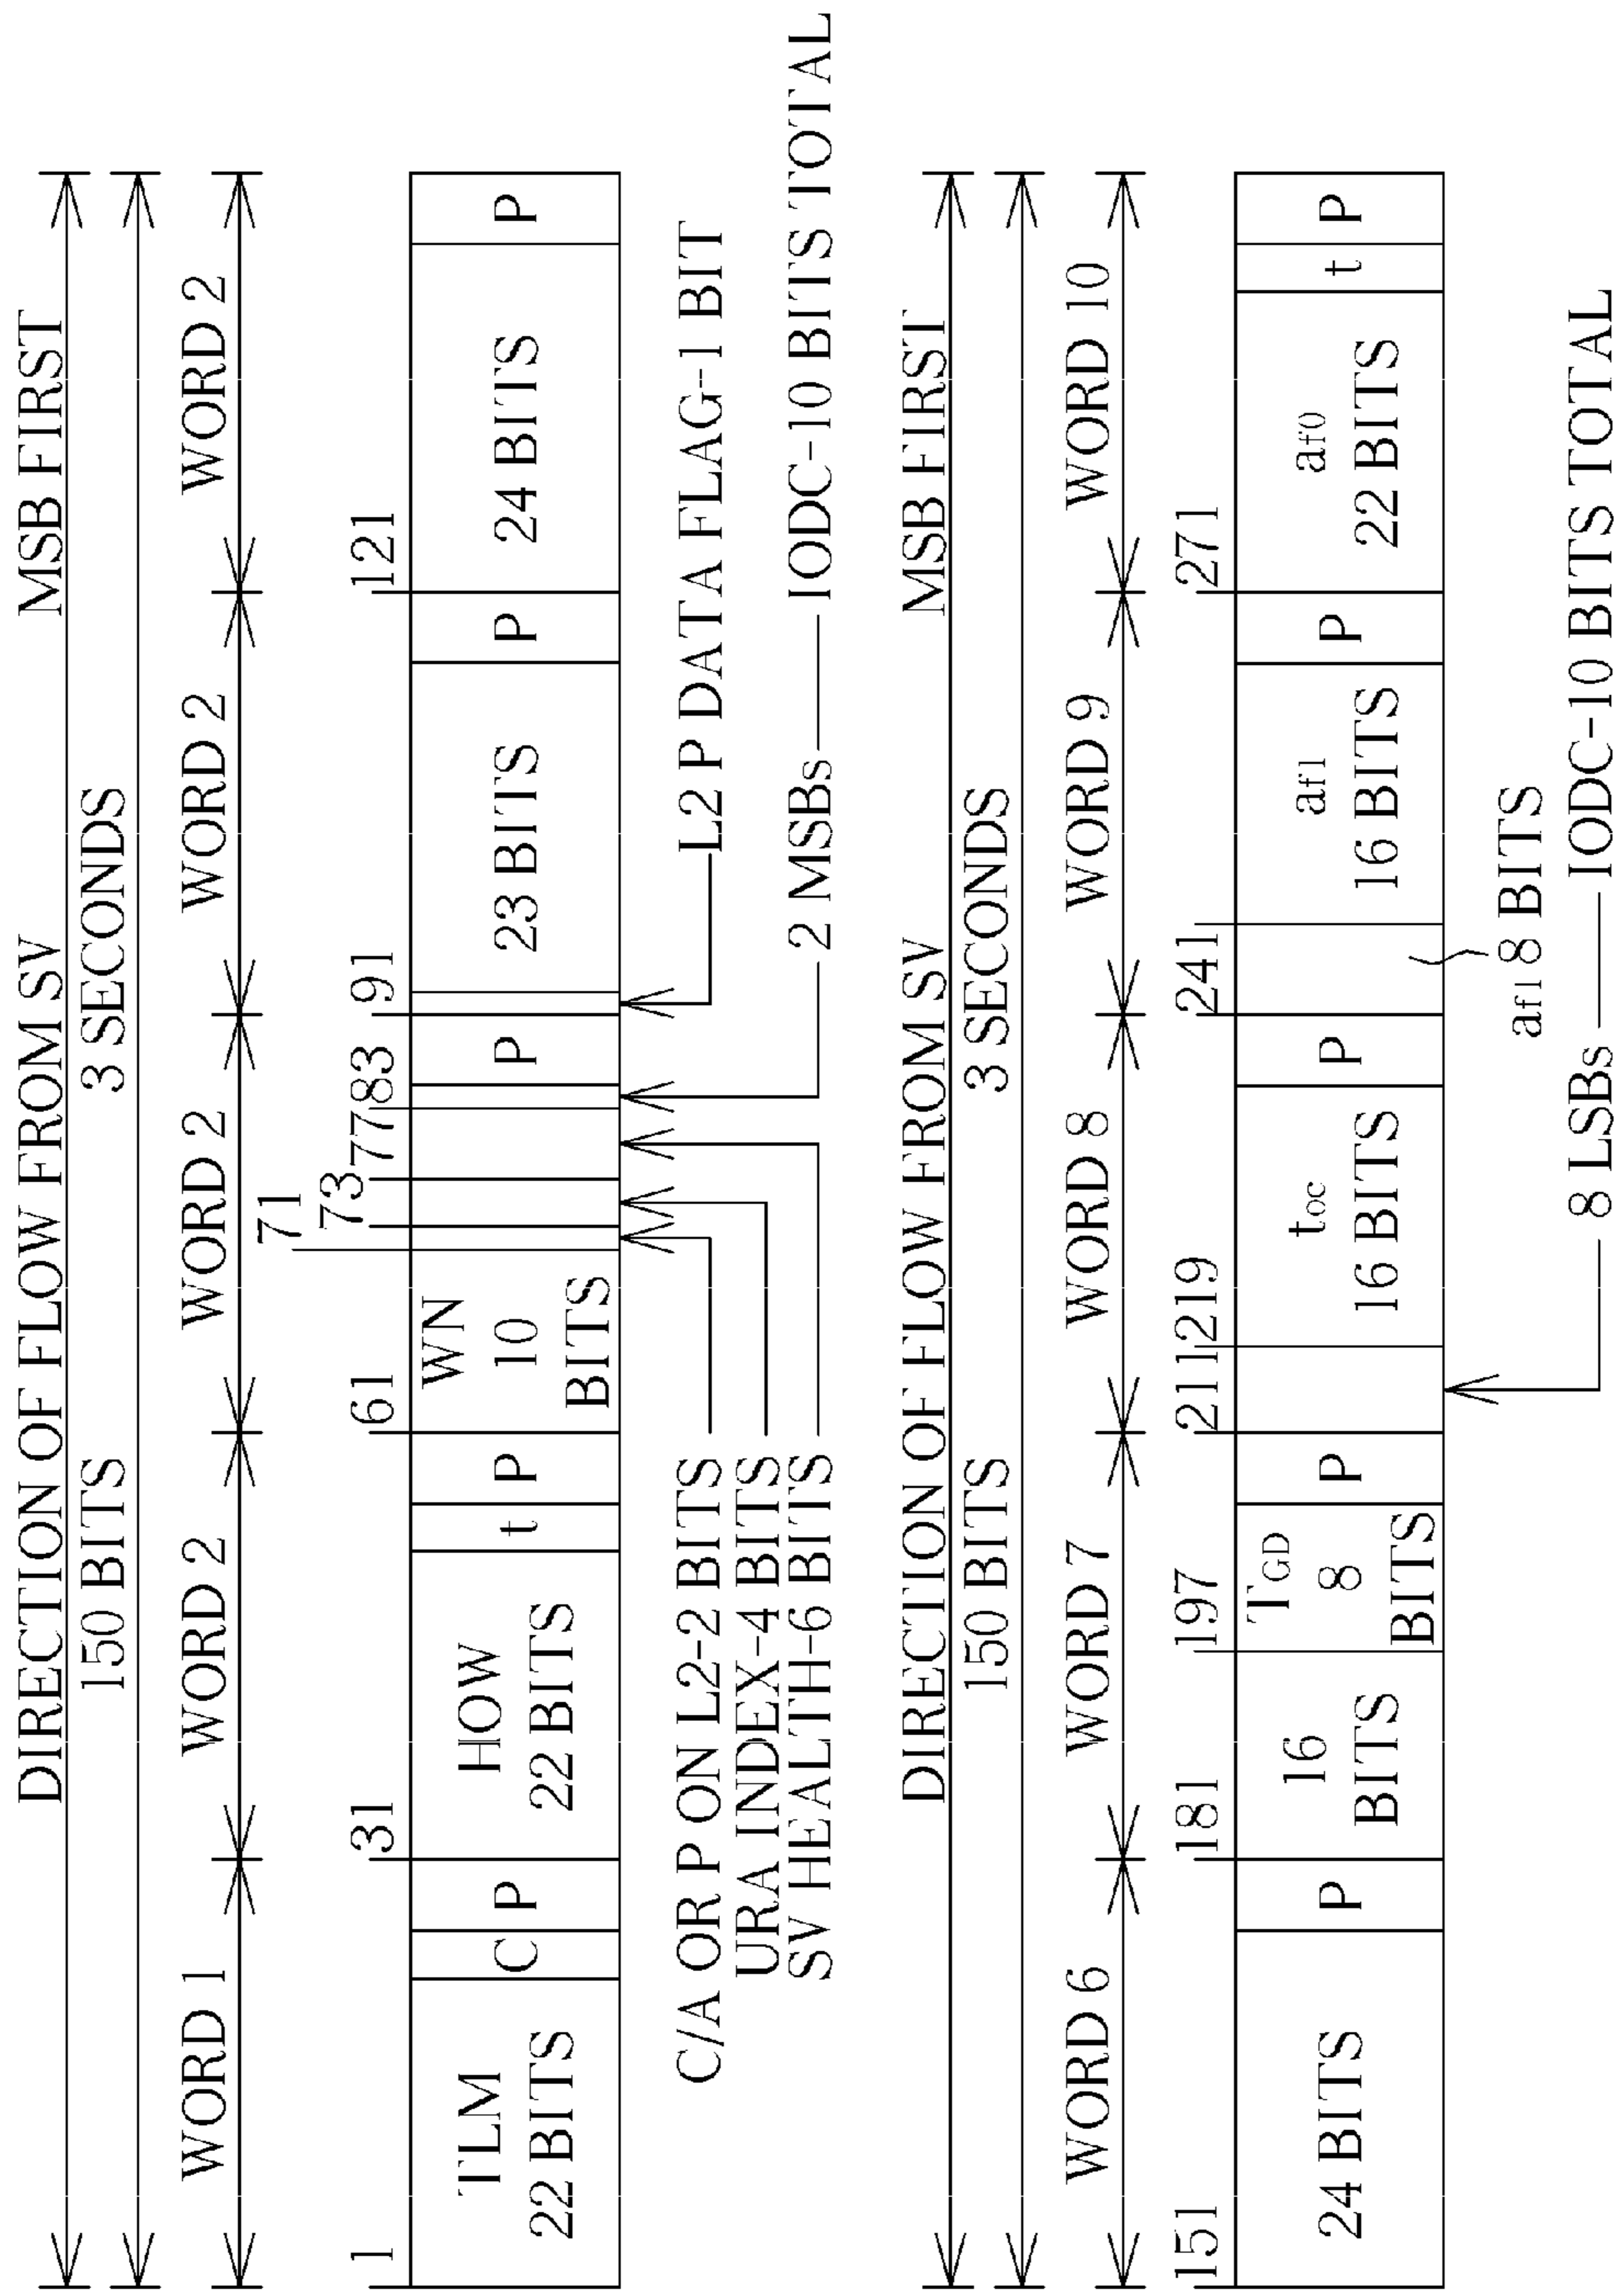 DIRECTION OF FLOW FROM SV MSB FIRST
150 BITS 3 SECONDS
WORD 1 WORD 2 WORD 2 WORD 2 WORD 2
71
73
1 31 61 77 83 91 121
TLM
22 BITS
C
P
HOW
22 BITS
t
P
WN
10
BITS
P
23 BITS
P
24 BITS
P
C/A OR P ON L2-2 BITS
URA INDEX-4 BITS
SV HEALTH-6 BITS
L2 P DATA FLAG-1 BIT
2 MSBs IODC-10 BITS TOTAL
DIRECTION OF FLOW FROM SV MSB FIRST
150 BITS 3 SECONDS
WORD 6 WORD 7 WORD 8 WORD 9 WORD 10
151 181 197 211 219 241 271
24 BITS
P
16
BITS
TGD
8
BITS
P
toc
16 BITS
P
af1
16 BITS
P
af0
22 BITS
t
P
af1 8 BITS
8 LSBs IODC-10 BITS TOTAL